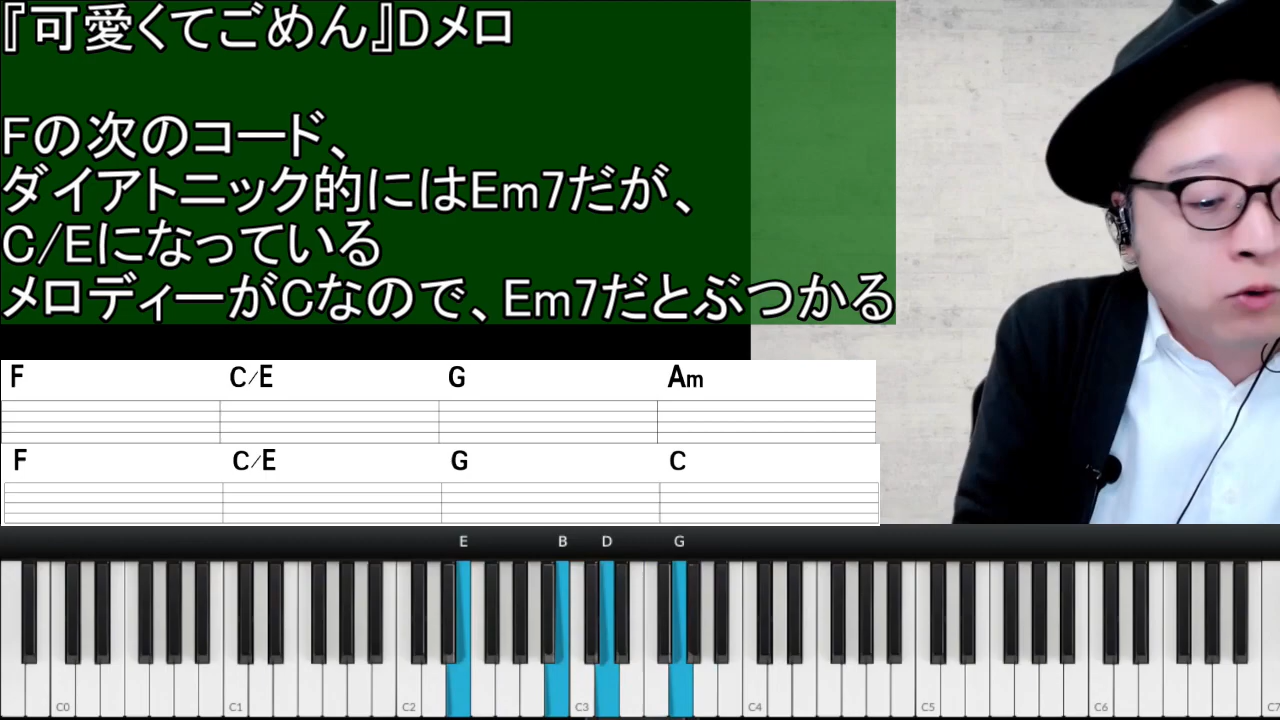 『可愛くてごめん』Dメロ
Fの次のコード、
ダイアトニック的にはEm7だが、
C/Eになっている
メロディーがCなので、Em7だとぶつかる
F C/E G Am
F C/E G C
E B D G
C0 C1 C2 C3 C4 C5 C6 C7